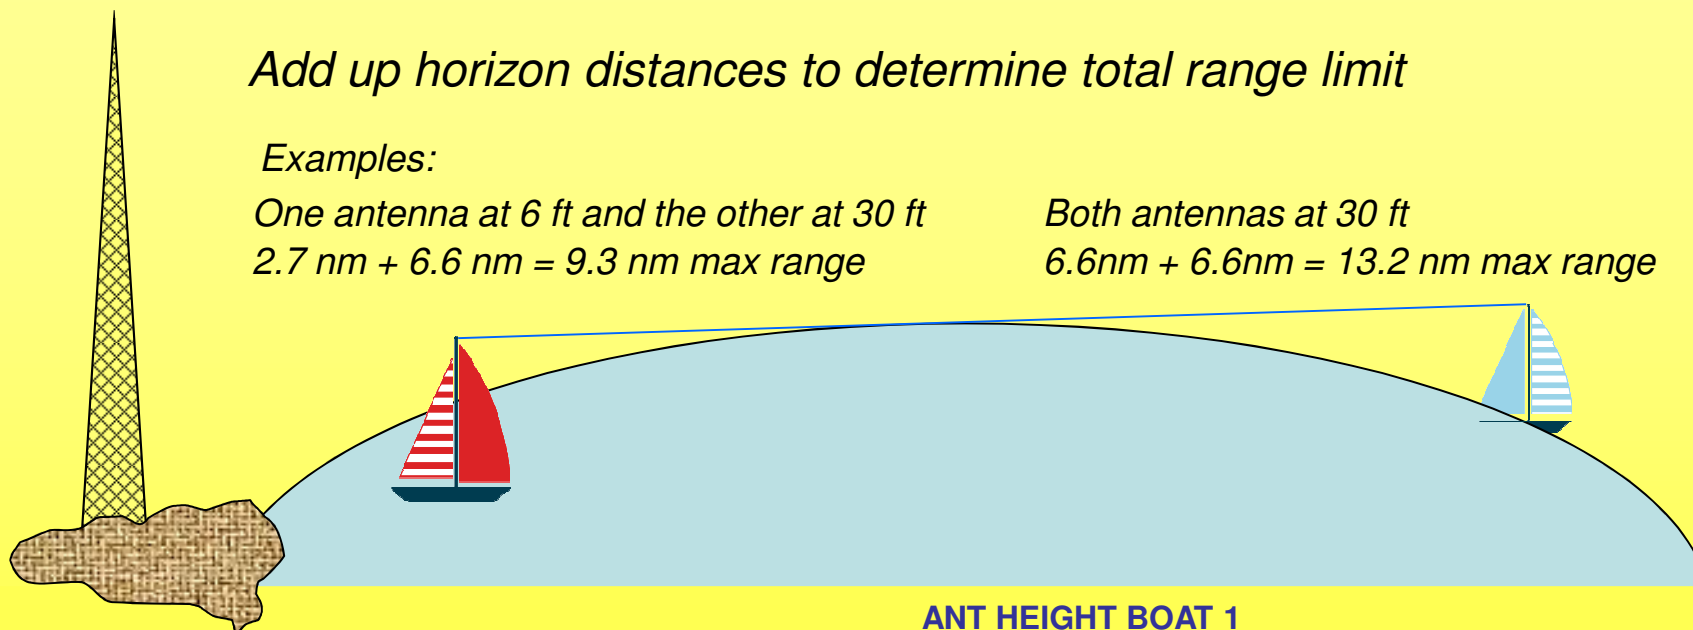 Add up horizon distances to determine total range limit
Examples:
One antenna at 6 ft and the other at 30 ft
2.7 nm + 6.6 nm = 9.3 nm max range
Both antennas at 30 ft
6.6nm + 6.6nm = 13.2 nm max range
ANT HEIGHT BOAT 1